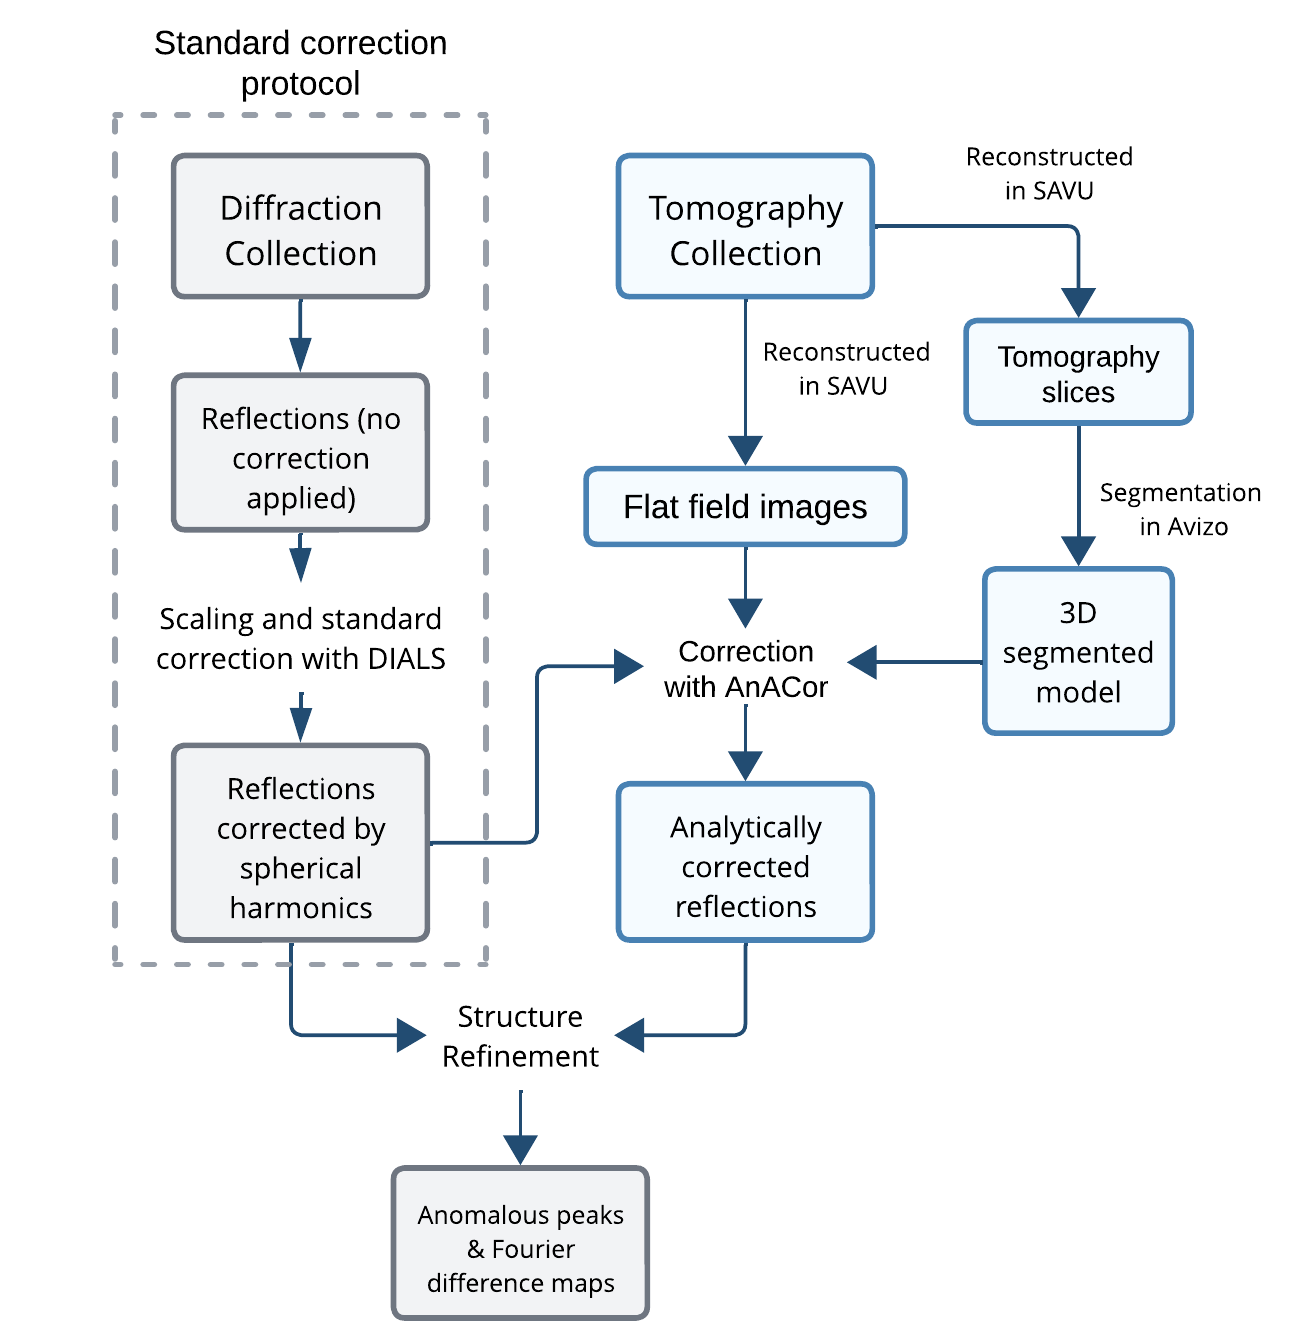 Standard correction
protocol
Diffraction
Collection
Reflections (no
correction
applied)
Scaling and standard
correction with DIALS
Reflections
corrected by
spherical
harmonics
Tomography
Collection
Reconstructed
in SAVU
Reconstructed
in SAVU
Tomography
slices
Flat field images
Segmentation
in Avizo
3D
segmented
model
Correction
with AnACor
Analytically
corrected
reflections
Structure
Refinement
Anomalous peaks
& Fourier
difference maps